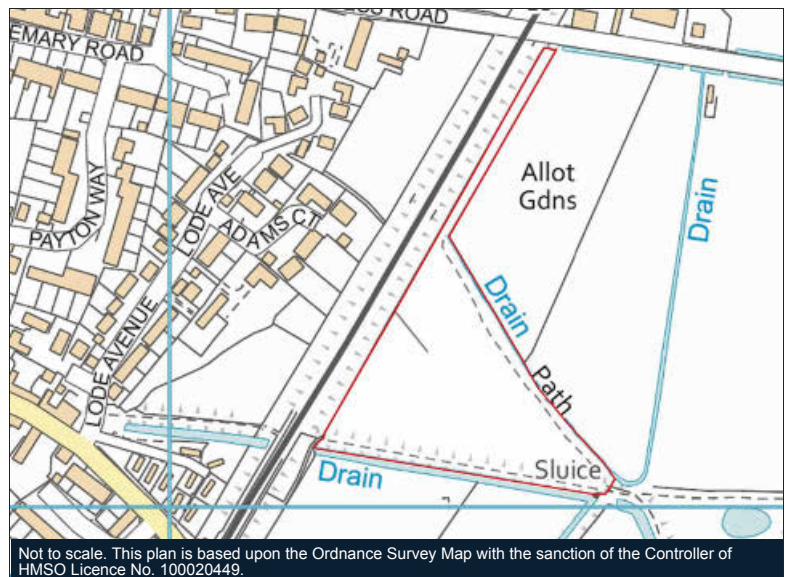 SS ROAD
EMARY ROAD
Allot
Gdns
Drain
LODE AVE
PAYTON WAY
ADAMS CT
Drain
LODE AVENUE
Path
Sluice
Drain
Not to scale. This plan is based upon the Ordnance Survey Map with the sanction of the Controller of
HMSO Licence No. 100020449.